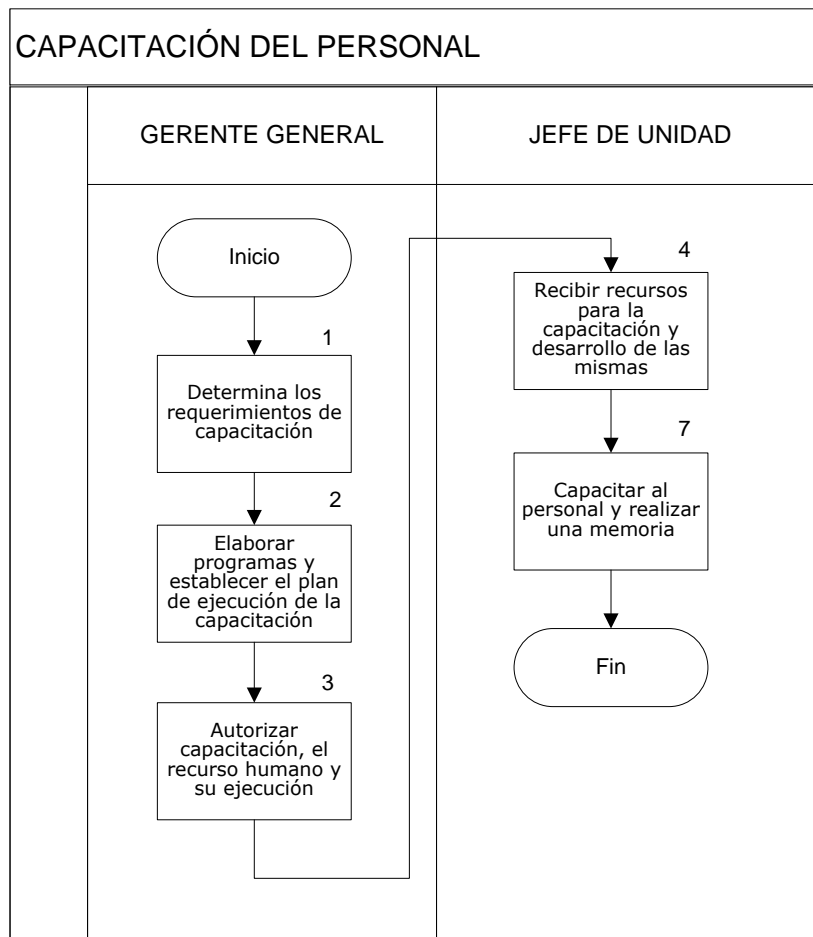 CAPACITACIÓN DEL PERSONAL
GERENTE GENERAL
JEFE DE UNIDAD
Inicio
1
Determina los
requerimientos de
capacitación
2
Elaborar
programas y
establecer el plan
de ejecución de la
capacitación
3
Autorizar
capacitación, el
recurso humano y
su ejecución
4
Recibir recursos
para la
capacitación y
desarrollo de las
mismas
7
Capacitar al
personal y realizar
una memoria
Fin